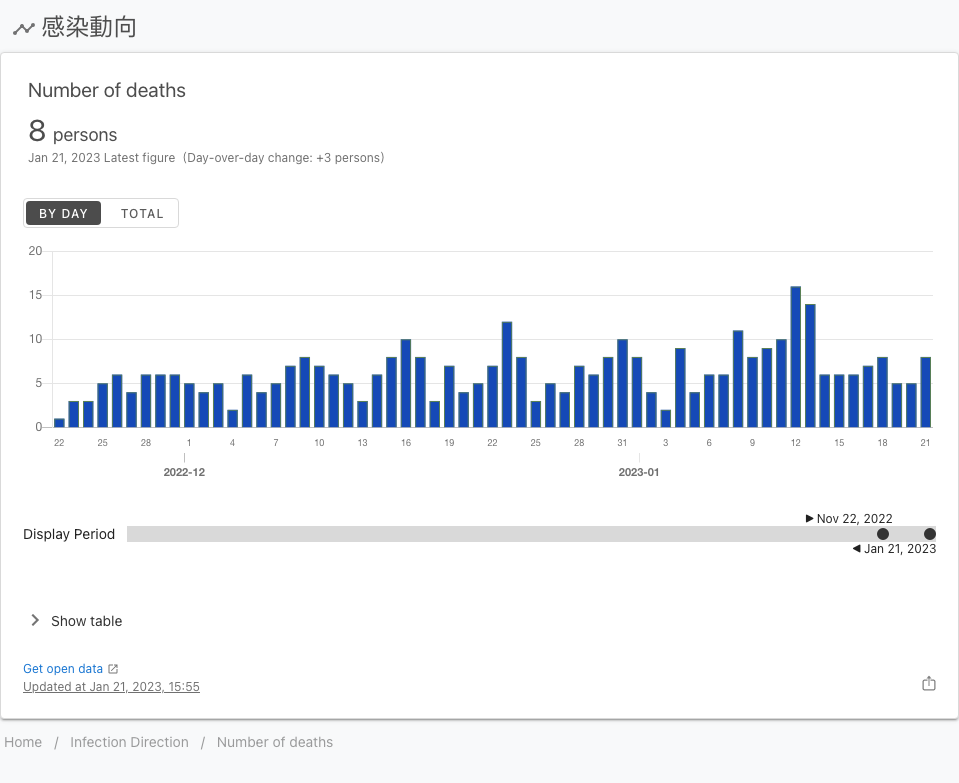 感染動向
Number of deaths
8 persons
Jan 21, 2023 Latest figure (Day-over-day change: +3 persons)
BY DAY TOTAL
20
15
10
5
0
22 25 28 1 4 7 10 13 16 19 22 25 28 31 3 6 9 12 15 18 21
2022-12 2023-01
Nov 22, 2022
Display Period
Jan 21, 2023
Show table
Get open data
Updated at Jan 21, 2023, 15:55
Home / Infection Direction / Number of deaths